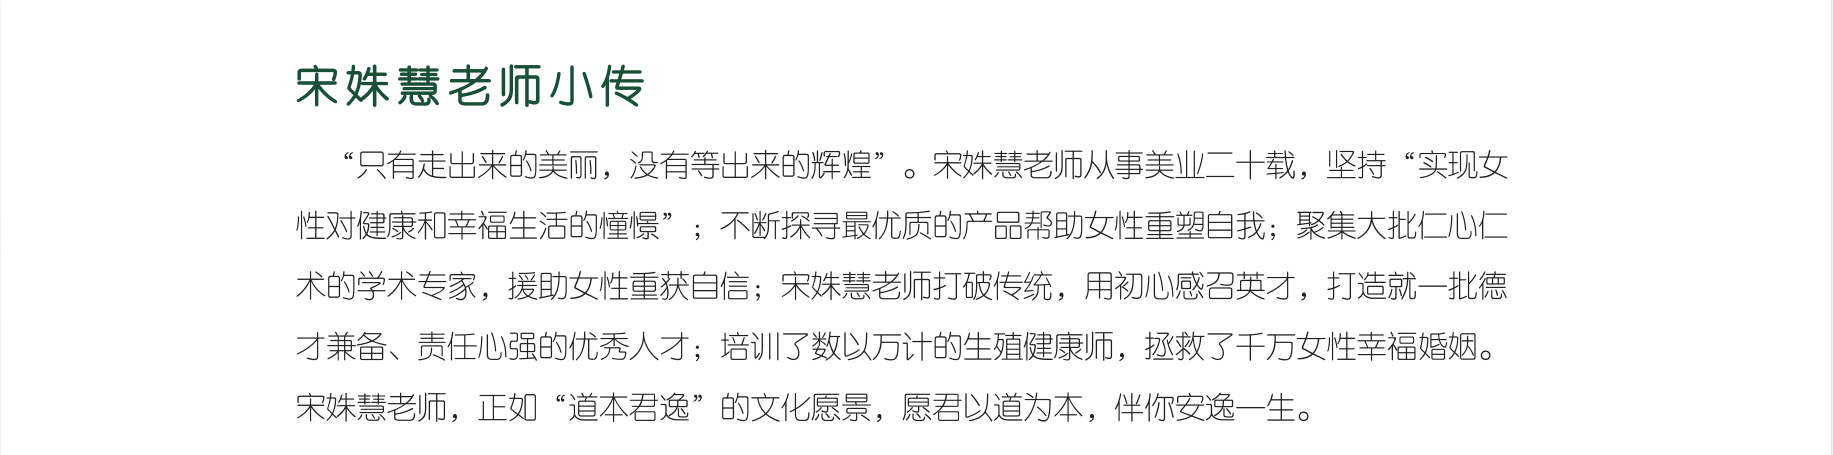 宋姝慧老师小传
“只有走出来的美丽，没有等出来的辉煌”。宋姝慧老师从事美业二十载，坚持“实现女
性对健康和幸福生活的憧憬”；不断探寻最优质的产品帮助女性重塑自我；聚集大批仁心仁
术的学术专家，援助女性重获自信；宋姝慧老师打破传统，用初心感召英才，打造就一批德
才兼备、责任心强的优秀人才；培训了数以万计的生殖健康师，拯救了千万女性幸福婚姻。
宋姝慧老师，正如“道本君逸”的文化愿景，愿君以道为本，伴你安逸一生。